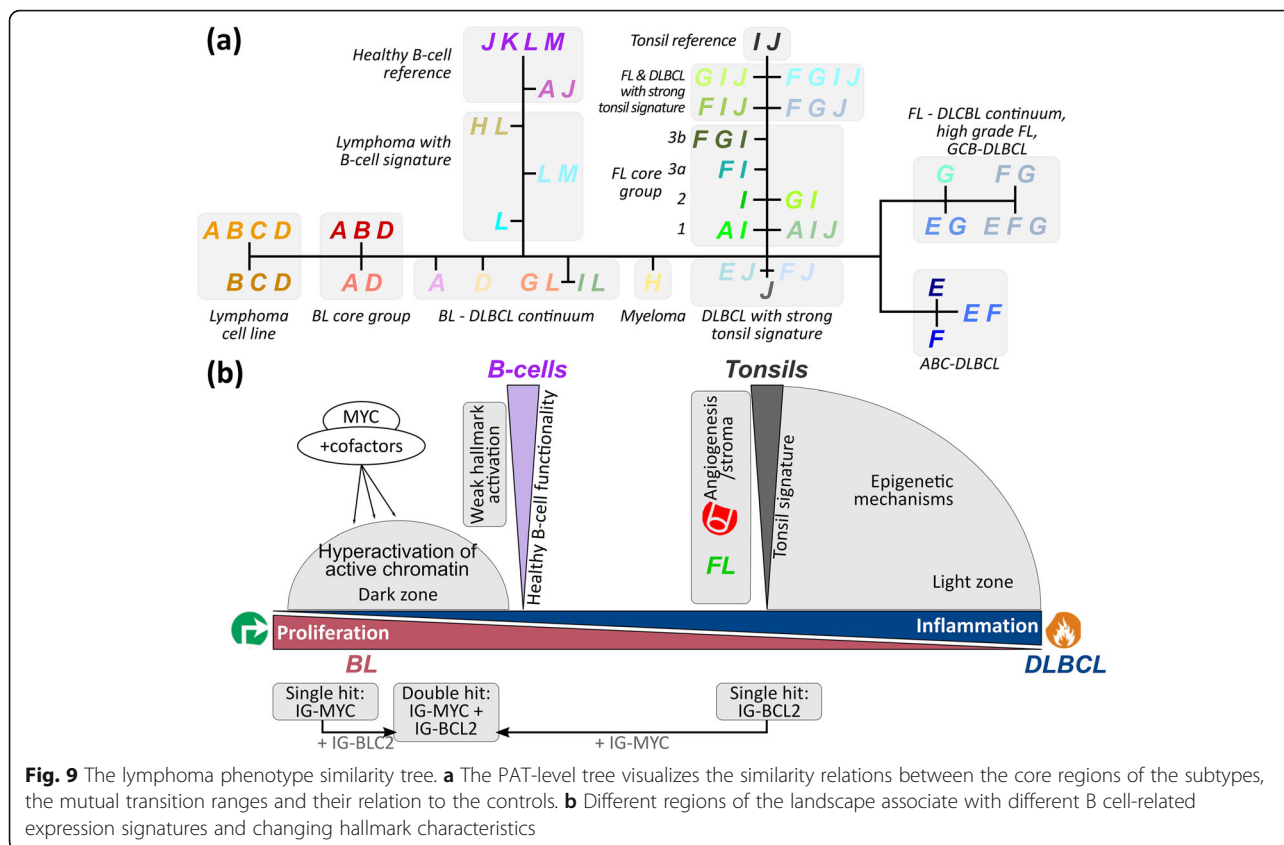 (a)
Healthy B-cell
reference
J K L M
A J
Lymphoma with
B-cell signature
H L
L M
L
Tonsil reference
I J
FL & DLBCL
with strong
tonsil signature
G I J
F G I J
F I J
F G J
FL core
group
3b
F G I
3a
F I
2
I
G I
1
A I
A I J
FL - DLCBL continuum,
high grade FL,
GCB-DLBCL
G
F G
E G
E F G
A B C D
B C D
Lymphoma
cell line
A B D
A D
BL core group
A
D
G L
I L
BL - DLBCL continuum
H
Myeloma
E J
F J
J
DLBCL with strong
tonsil signature
E
E F
F
ABC-DLBCL
(b)
MYC
+cofactors
Hyperactivation of
active chromatin
Dark zone
Weak hallmark
activation
B-cells
Healthy B-cell functionality
Angiogenesis
/stroma
FL
Tonsils
Tonsil signature
Epigenetic
mechanisms
Light zone
Proliferation
Inflammation
BL
DLBCL
Single hit:
IG-MYC
Double hit:
IG-MYC +
IG-BCL2
Single hit:
IG-BCL2
+ IG-BLC2
+ IG-MYC
Fig. 9 The lymphoma phenotype similarity tree. a The PAT-level tree visualizes the similarity relations between the core regions of the subtypes,
the mutual transition ranges and their relation to the controls. b Different regions of the landscape associate with different B cell-related
expression signatures and changing hallmark characteristics